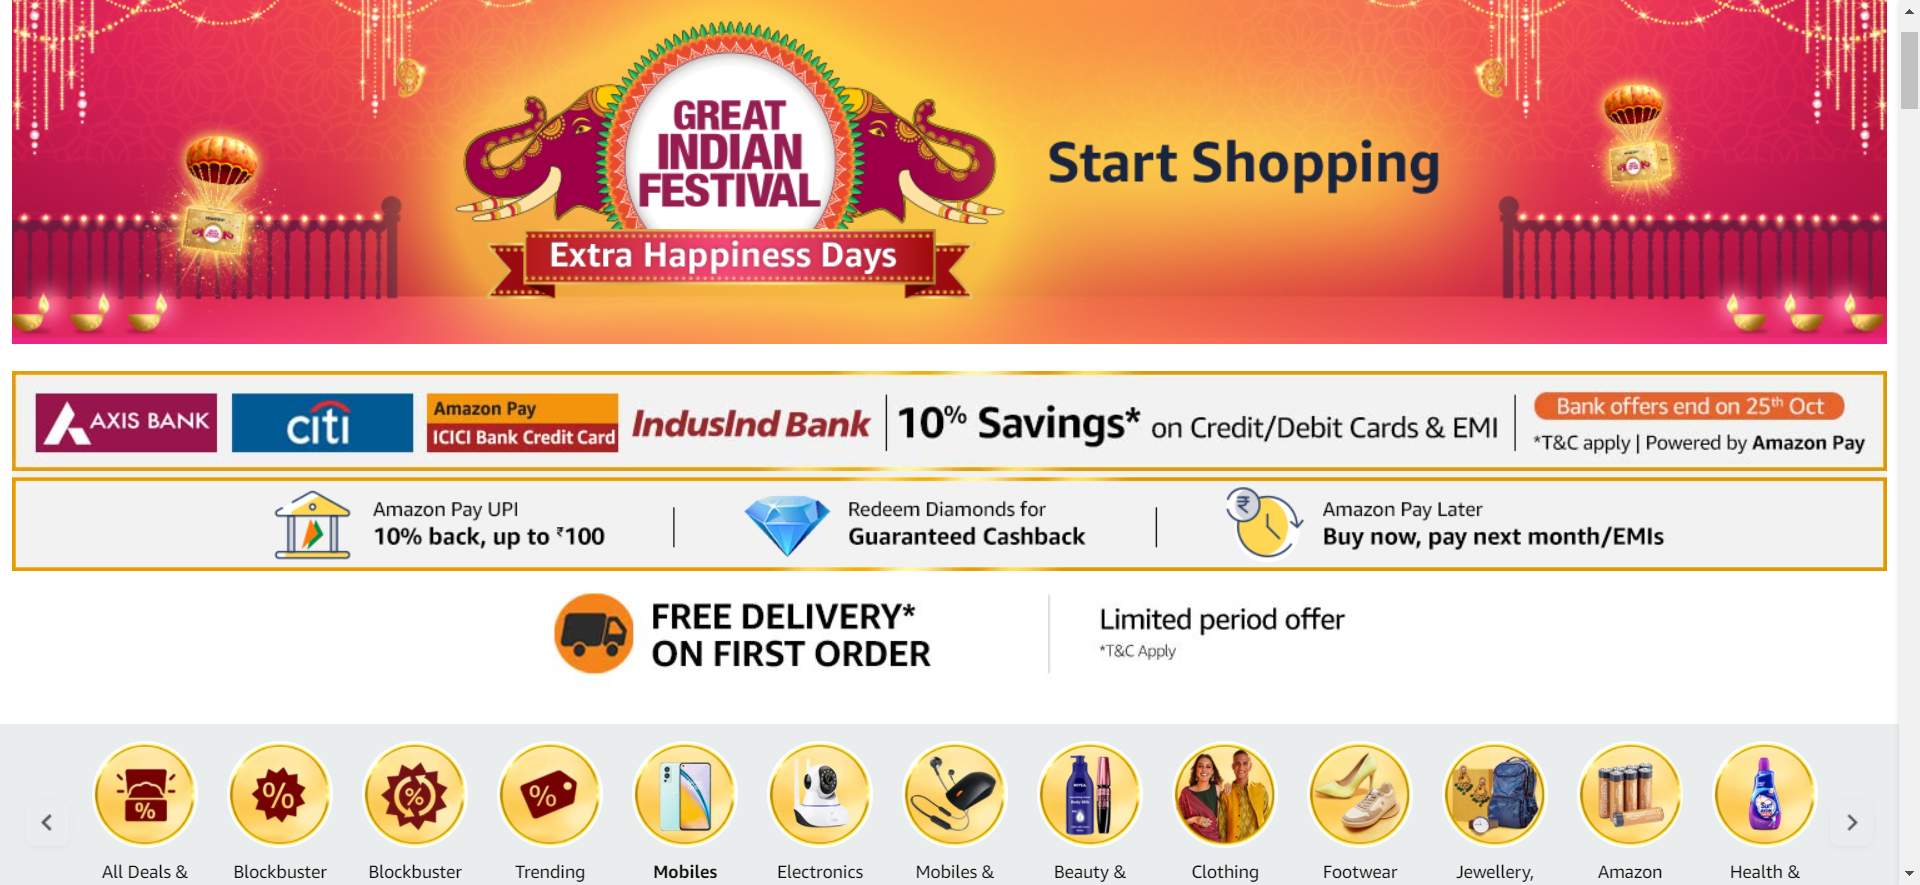 GREAT
INDIAN
FESTIVAL
Extra Happiness Days
Start Shopping
AXIS BANK
citi
Amazon Pay
ICICI Bank Credit Card
IndusInd Bank
10% Savings* on Credit/Debit Cards & EMI
Bank offers end on 25th Oct
*T&C apply | Powered by Amazon Pay
Amazon Pay UPI
10% back, up to ₹100
Redeem Diamonds for
Guaranteed Cashback
₹
Amazon Pay Later
Buy now, pay next month/EMIs
FREE DELIVERY*
ON FIRST ORDER
Limited period offer
*T&C Apply
%
%
%
%
NIVEA
Surf
All Deals &
Blockbuster
Blockbuster
Trending
Mobiles
Electronics
Mobiles &
Beauty &
Clothing
Footwear
Jewellery,
Amazon
Health &